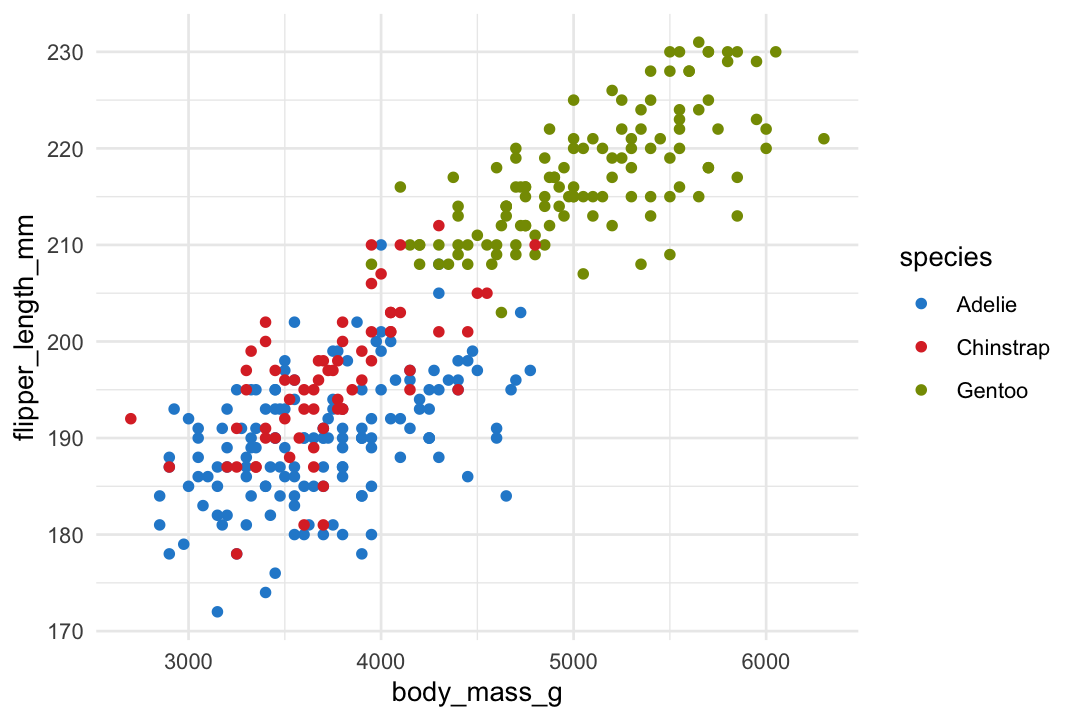 230
220
210
200
190
180
170
flipper_length_mm
3000 4000 5000 6000
body_mass_g
species
Adelie
Chinstrap
Gentoo